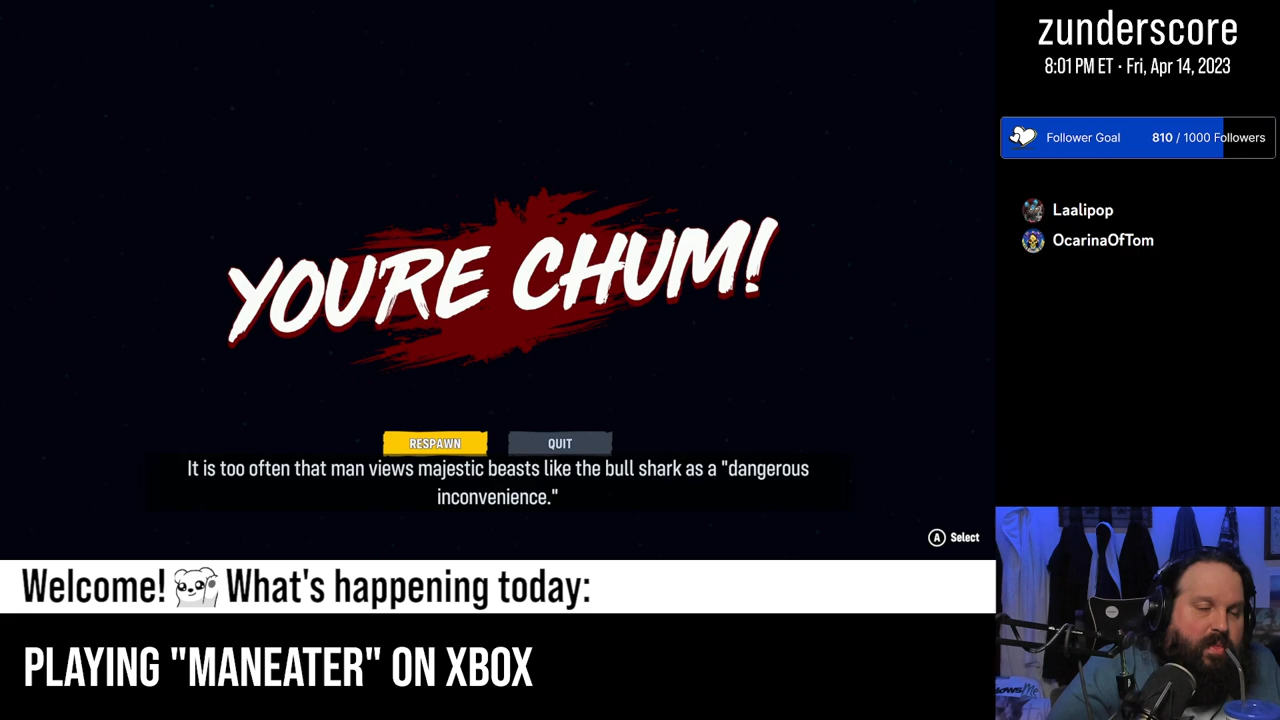 zunderscore
8:01 PM ET · Fri, Apr 14, 2023
Follower Goal 810 / 1000 Followers
Laalipop
OcarinaOfTom
YOU'RE CHUM!
RESPAWN QUIT
It is too often that man views majestic beasts like the bull shark as a "dangerous
inconvenience."
A Select
Welcome! What's happening today:
PLAYING "MANEATER" ON XBOX